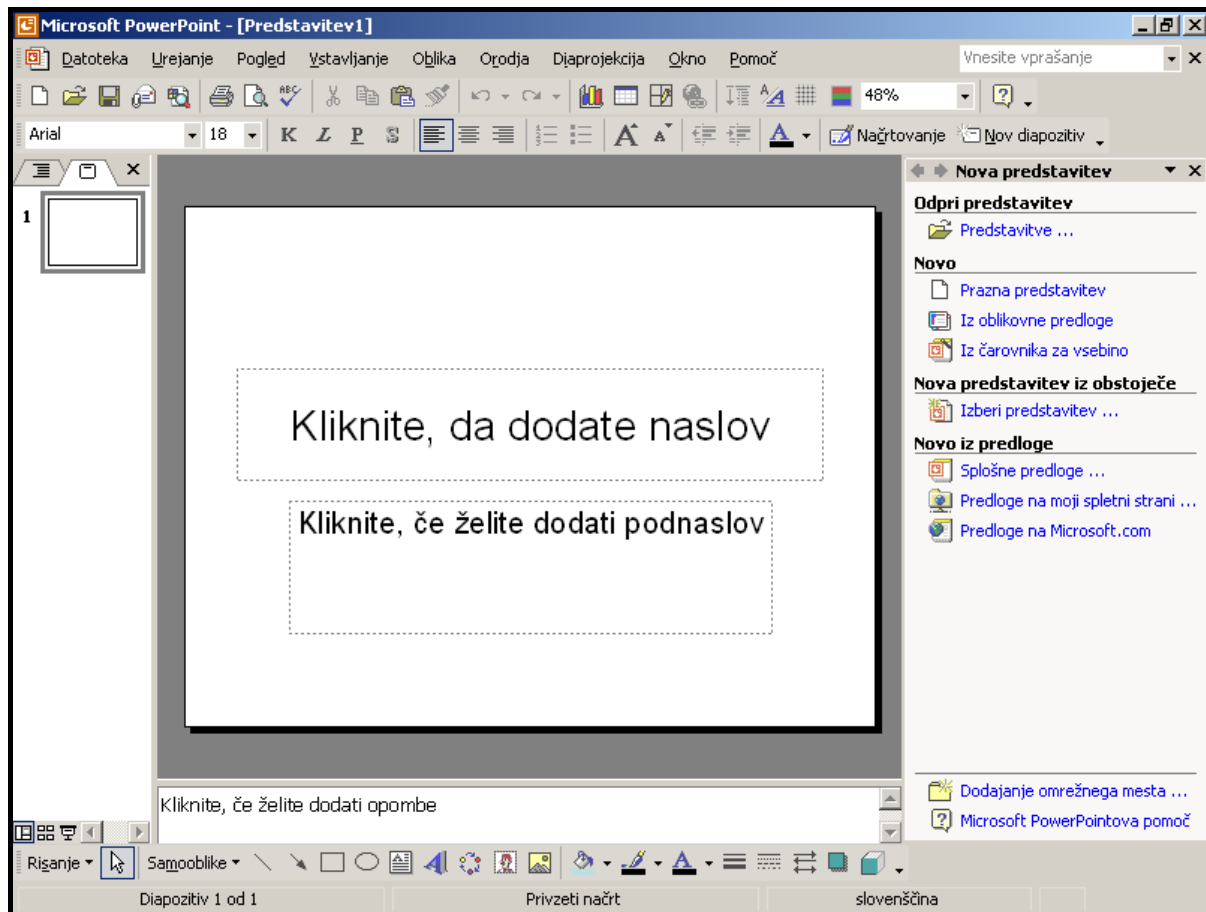 Microsoft PowerPoint - [Predstavitev1]
Datoteka Urejanje Pogled Vstavljanje Oblika Orodja Diaprojekcija Okno Pomoč Vnesite vprašanje
ABC A 48% ?
Arial 18 K L P S A A A Načrtovanje Nov diapozitiv
Nova predstavitev
1
Odpri predstavitev
Predstavitve ...
Novo
Prazna predstavitev
Iz oblikovne predloge
Iz čarovnika za vsebino
Nova predstavitev iz obstoječe
Izberi predstavitev ...
Novo iz predloge
Splošne predloge ...
Predloge na moji spletni strani ...
Predloge na Microsoft.com
Kliknite, da dodate naslov
Kliknite, če želite dodati podnaslov
Kliknite, če želite dodati opombe
Dodajanje omrežnega mesta ...
Microsoft PowerPointova pomoč
Risanje Samooblike A A A
Diapozitiv 1 od 1 Privzeti načrt slovenščina